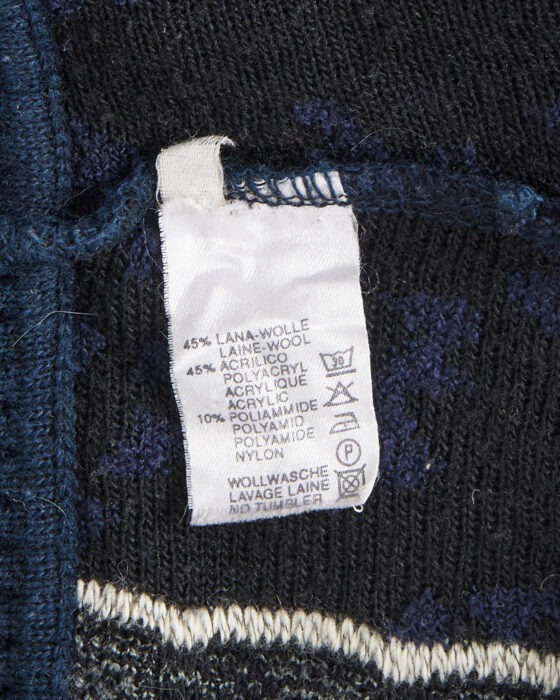 45% LANA-WOLLE
LAINE-WOOL
45% ACRILICO
POLYACRYL
ACRYLIQUE
ACRYLIC
10% POLIAMMIDE
POLYAMID
POLYAMIDE
NYLON
30
P
WOLLWASCHE
LAVAGE LAINE
NO TUMBLER